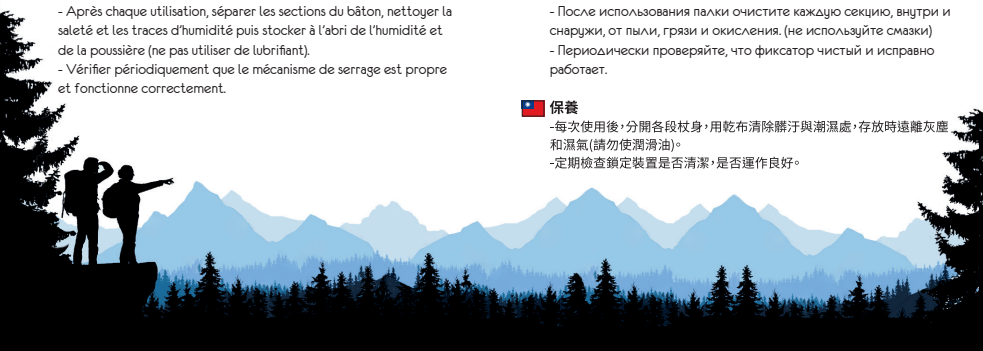 - Après chaque utilisation, séparer les sections du bâton, nettoyer la
saleté et les traces d'humidité puis stocker à l'abri de l'humidité et
de la poussière (ne pas utiliser de lubrifiant).
- Vérifier périodiquement que le mécanisme de serrage est propre
et fonctionne correctement.
- После использования палки очистите каждую секцию, внутри и
снаружи, от пыли, грязи и окисления. (не используйте смазки)
- Периодически проверяйте, что фиксатор чистый и исправно
работает.
保養
-每次使用後,分開各段杖身,用乾布清除髒汙與潮濕處,存放時遠離灰塵
和濕氣(請勿使潤滑油)。
-定期檢查鎖定裝置是否清潔,是否運作良好。